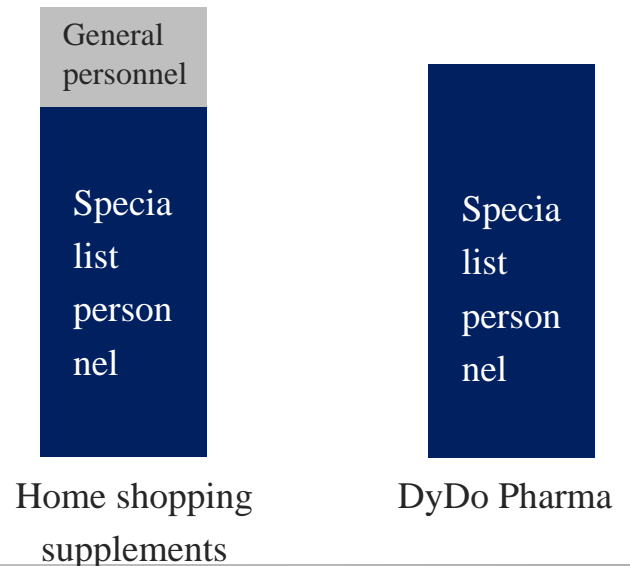 General
personnel
Specia
list
person
nel
Specia
list
person
nel
Home shopping
supplements
DyDo Pharma